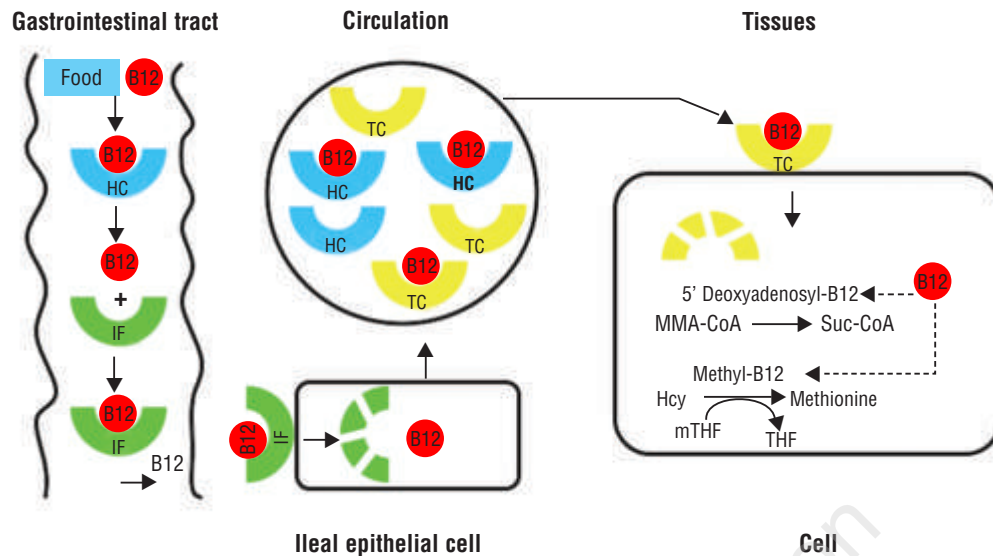 Gastrointestinal tract
Food
B12
B12
HC
B12
+
IF
B12
IF
B12
Circulation
TC
B12
HC
B12
HC
HC
TC
B12
TC
B12
IF
B12
Ileal epithelial cell
Tissues
B12
TC
B12
5’ Deoxyadenosyl-B12
MMA-CoA
Suc-CoA
Methyl-B12
Hcy
Methionine
mTHF
THF
Cell